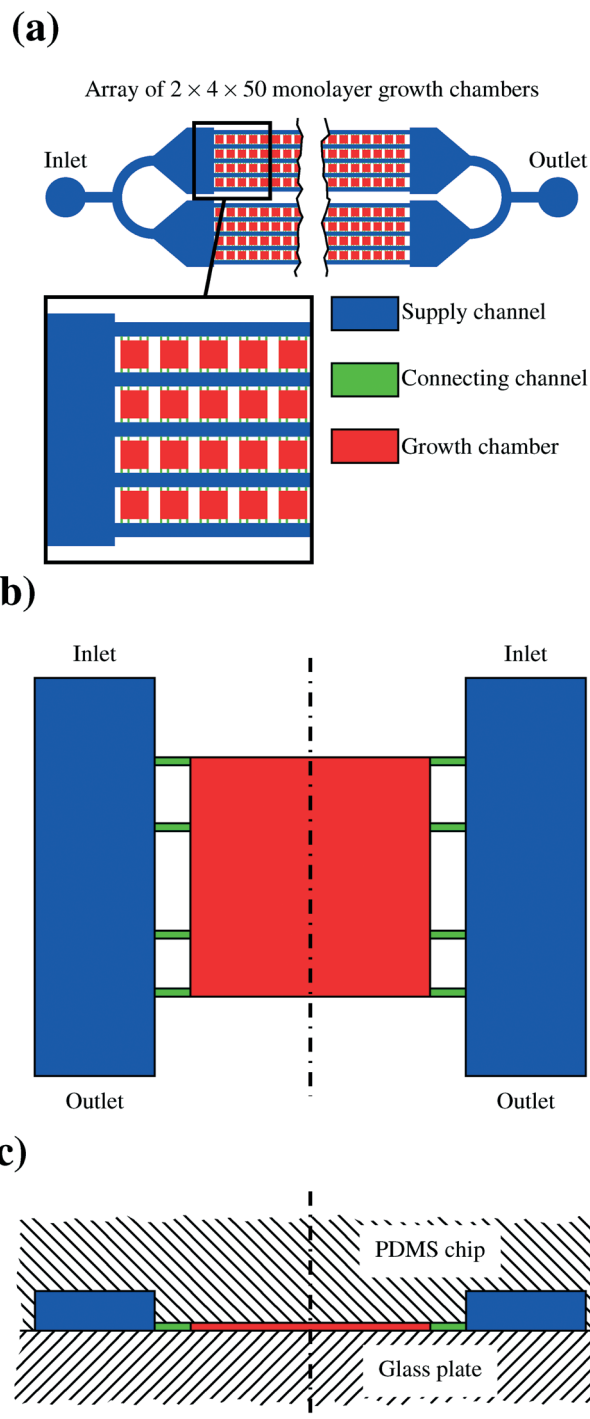 (a)
Array of 2 × 4 × 50 monolayer growth chambers
Inlet
Outlet
Supply channel
Connecting channel
Growth chamber
b)
Inlet
Inlet
Outlet
Outlet
c)
PDMS chip
Glass plate